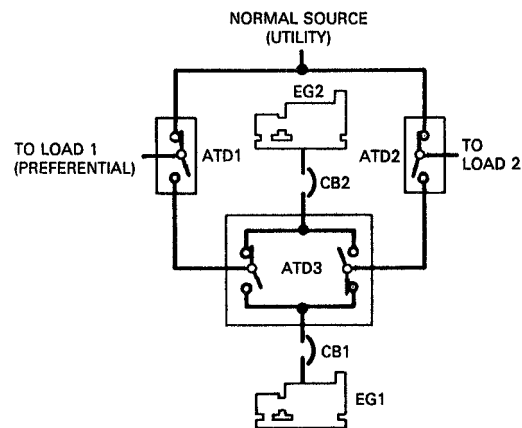 NORMAL SOURCE
(UTILITY)
EG2
TO LOAD 1
(PREFERENTIAL)
ATD1
ATD2
TO
LOAD 2
CB2
ATD3
CB1
EG1